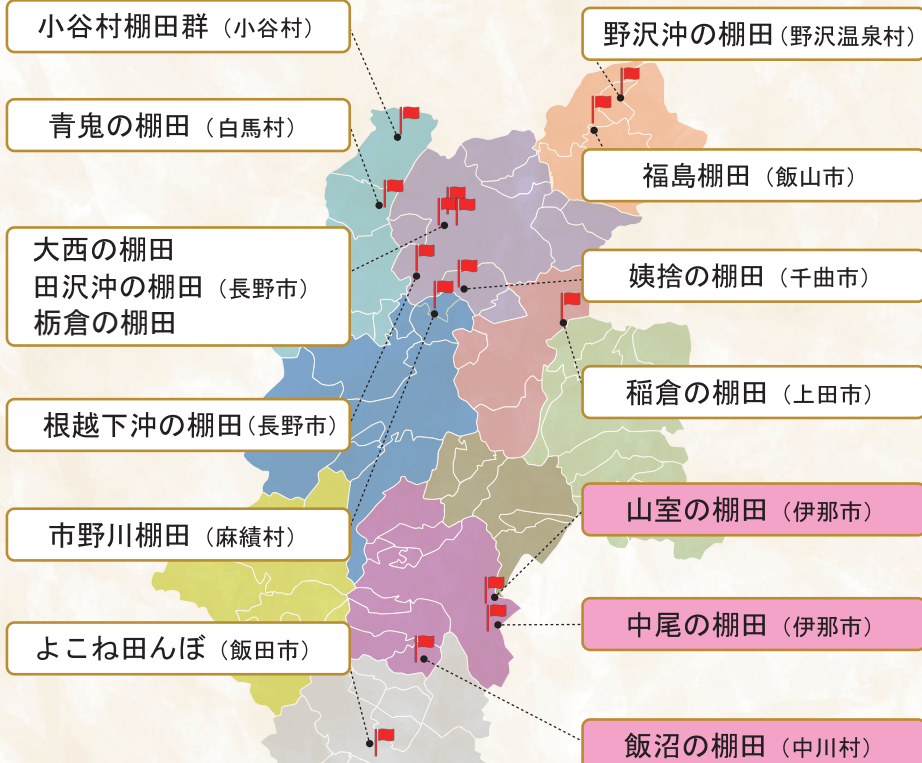 小谷村棚田群（小谷村）
青鬼の棚田（白馬村）
大西の棚田
田沢沖の棚田（長野市）
栃倉の棚田
根越下沖の棚田（長野市）
市野川棚田（麻績村）
よこね田んぼ（飯田市）
野沢沖の棚田（野沢温泉村）
福島棚田（飯山市）
姨捨の棚田（千曲市）
稲倉の棚田（上田市）
山室の棚田（伊那市）
中尾の棚田（伊那市）
飯沼の棚田（中川村）